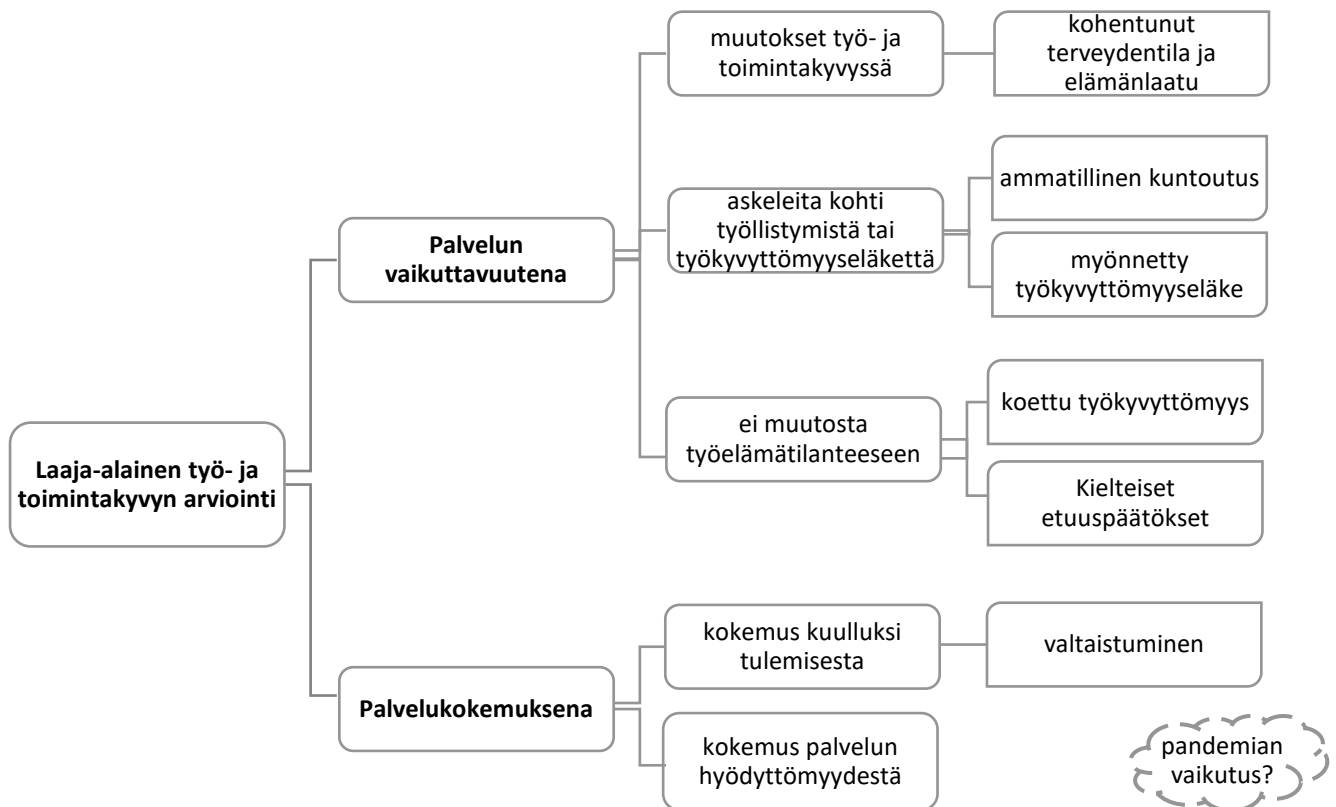 muutokset työ- ja
toimintakyvyssä
kohentunut
terveydentila ja
elämänlaatu
ammatillinen kuntoutus
askeleita kohti
työllistymistä tai
työkyvyttömyyseläkettä
Palvelun
vaikuttavuutena
myönnetty
työkyvyttömyyseläke
koettu työkyvyttömyys
ei muutosta
työelämätilanteeseen
Laaja-alainen työ- ja
toimintakyvyn arviointi
Kielteiset
etuuspäätökset
kokemus kuulluksi
tulemisesta
valtaistuminen
Palvelukokemuksena
kokemus palvelun
hyödyttömyydestä
pandemian
vaikutus?